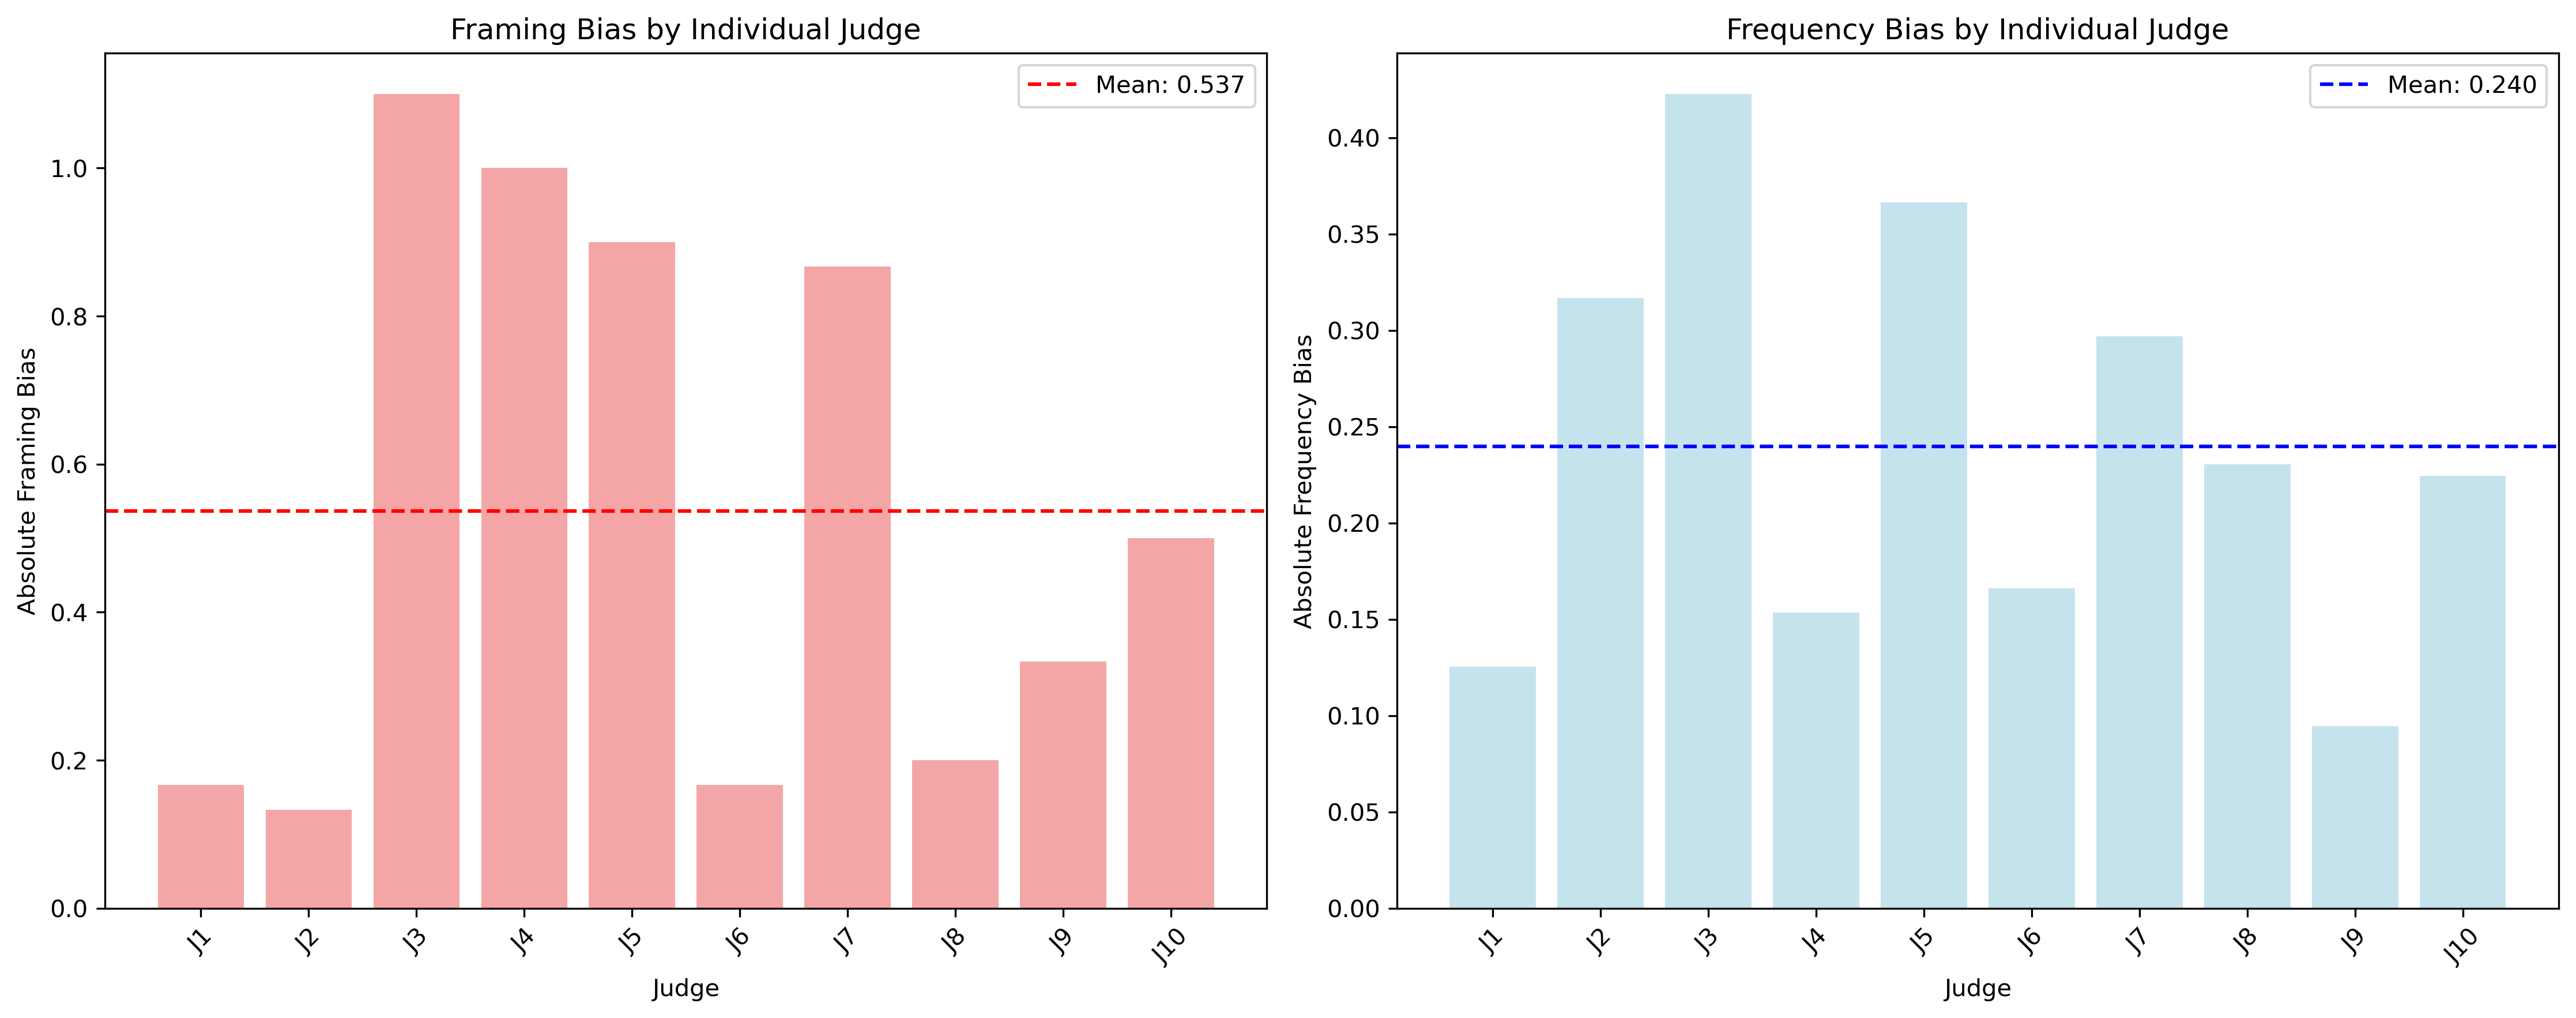 Framing Bias by Individual Judge
Mean: 0.537
Absolute Framing Bias
1.0
0.8
0.6
0.4
0.2
0.0
J1 J2 J3 J4 J5 J6 J7 J8 J9 J10
Judge
Frequency Bias by Individual Judge
Mean: 0.240
Absolute Frequency Bias
0.40
0.35
0.30
0.25
0.20
0.15
0.10
0.05
0.00
J1 J2 J3 J4 J5 J6 J7 J8 J9 J10
Judge